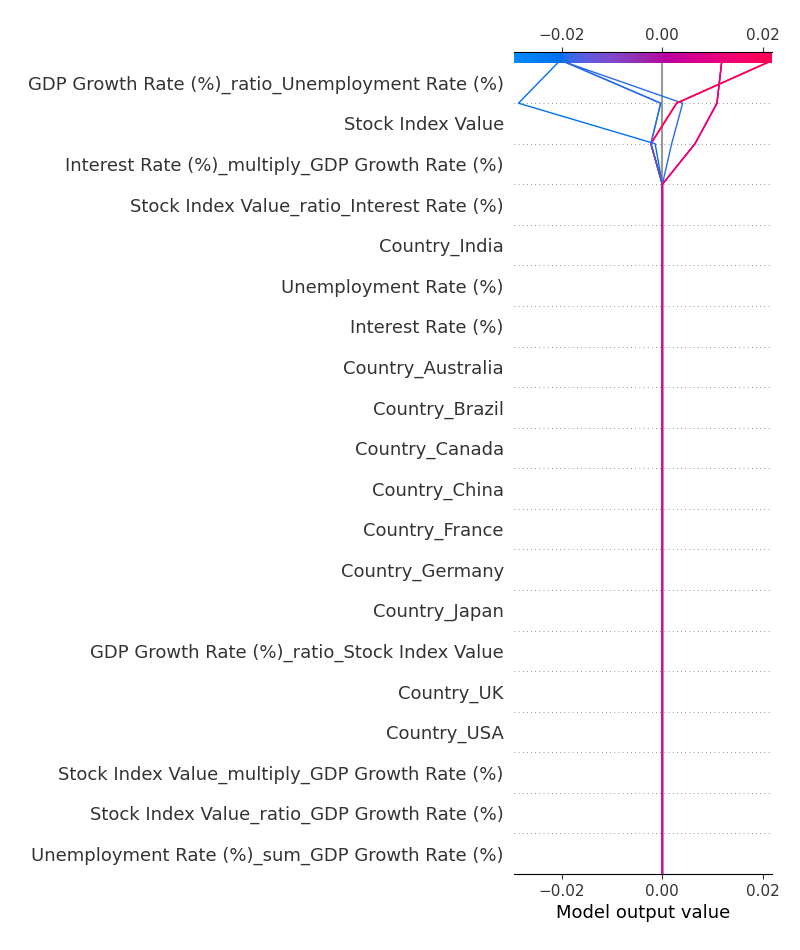 −0.02 0.00 0.02
GDP Growth Rate (%)_ratio_Unemployment Rate (%)
Stock Index Value
Interest Rate (%)_multiply_GDP Growth Rate (%)
Stock Index Value_ratio_Interest Rate (%)
Country_India
Unemployment Rate (%)
Interest Rate (%)
Country_Australia
Country_Brazil
Country_Canada
Country_China
Country_France
Country_Germany
Country_Japan
GDP Growth Rate (%)_ratio_Stock Index Value
Country_UK
Country_USA
Stock Index Value_multiply_GDP Growth Rate (%)
Stock Index Value_ratio_GDP Growth Rate (%)
Unemployment Rate (%)_sum_GDP Growth Rate (%)
−0.02 0.00 0.02
Model output value